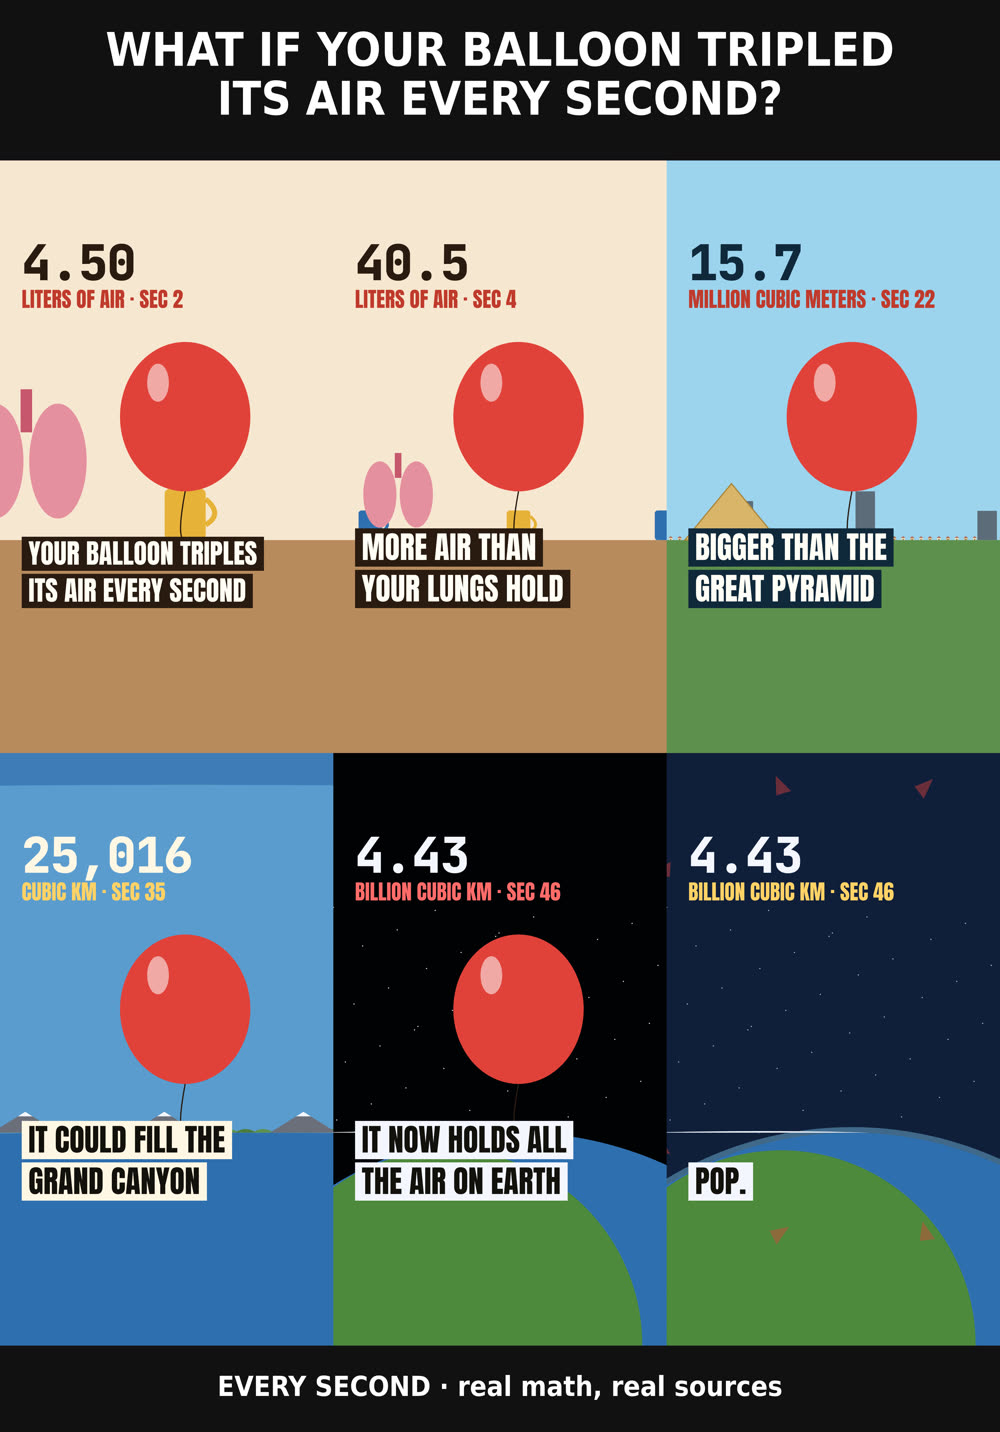 WHAT IF YOUR BALLOON TRIPLED
ITS AIR EVERY SECOND?
4.50
LITERS OF AIR · SEC 2
YOUR BALLOON TRIPLES
ITS AIR EVERY SECOND
40.5
LITERS OF AIR · SEC 4
MORE AIR THAN
YOUR LUNGS HOLD
15.7
MILLION CUBIC METERS · SEC 22
BIGGER THAN THE
GREAT PYRAMID
25,016
CUBIC KM · SEC 35
IT COULD FILL THE
GRAND CANYON
4.43
BILLION CUBIC KM · SEC 46
IT NOW HOLDS ALL
THE AIR ON EARTH
4.43
BILLION CUBIC KM · SEC 46
POP.
EVERY SECOND · real math, real sources